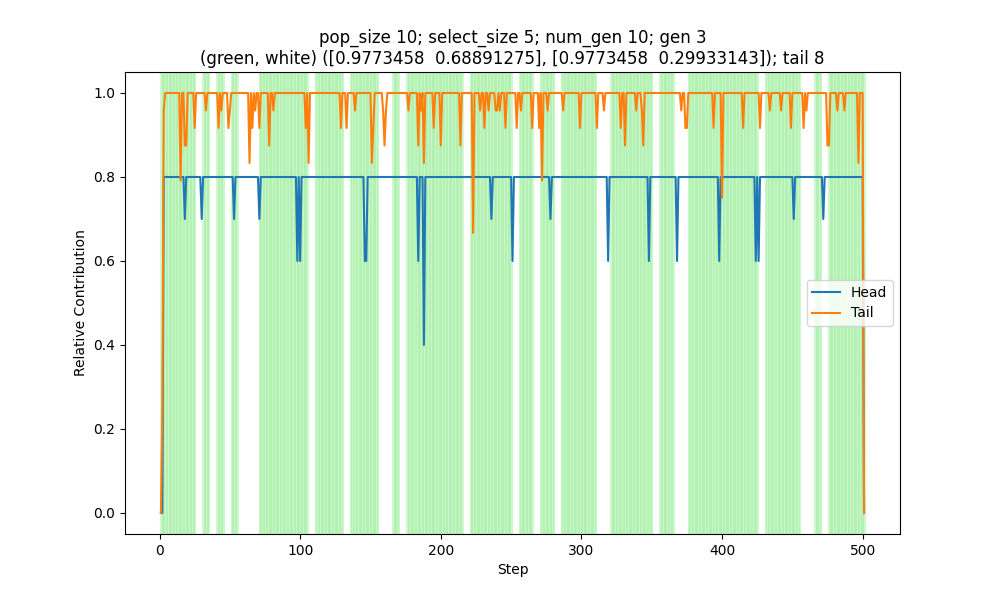 pop_size 10; select_size 5; num_gen 10; gen 3
(green, white) ([0.9773458  0.68891275], [0.9773458  0.29933143]); tail 8
1.0
0.8
0.6
0.4
0.2
0.0
Relative Contribution
Head
Tail
0
100
200
300
400
500
Step